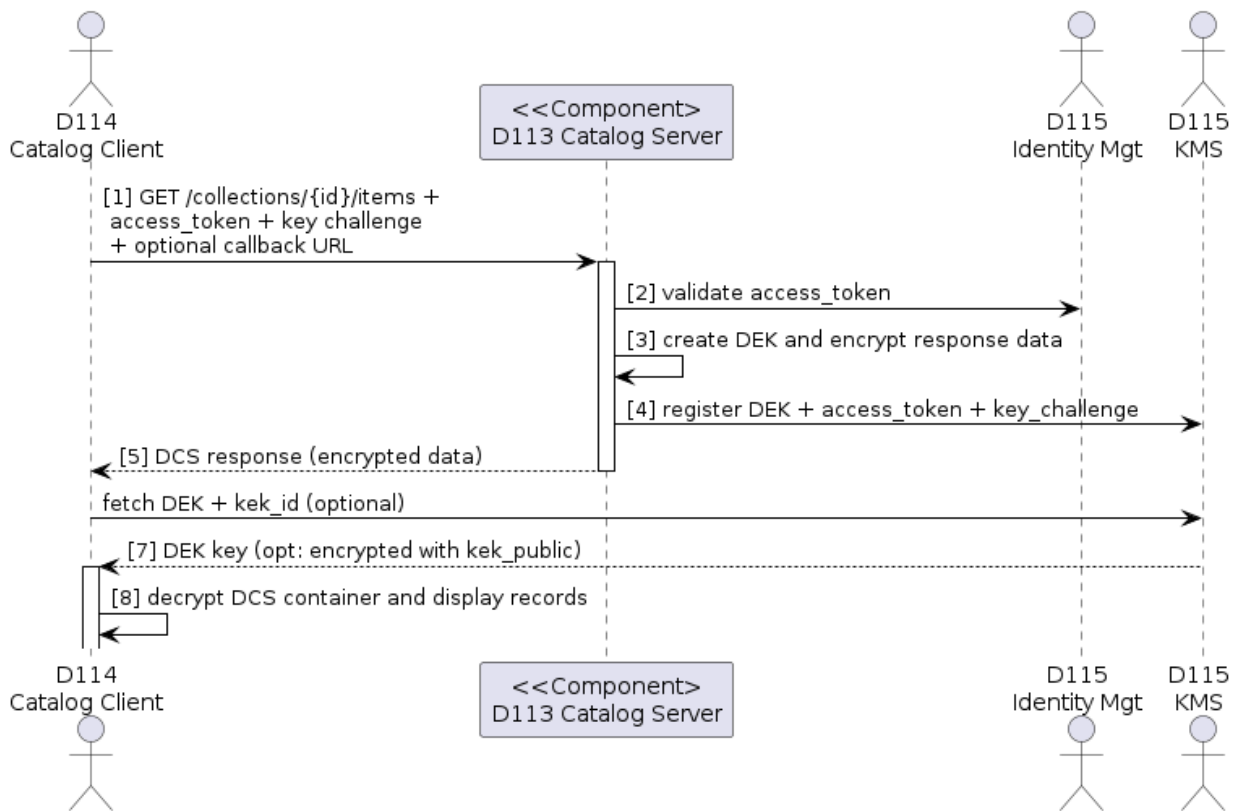 D114
Catalog Client
<<Component>
D113 Catalog Server
D115
Identity Mgt
D115
KMS
[1] GET /collections/{id}/items +
access_token + key challenge
+ optional callback URL
[2] validate access_token
[3] create DEK and encrypt response data
[4] register DEK + access_token + key_challenge
[5] DCS response (encrypted data)
fetch DEK + kek_id (optional)
[7] DEK key (opt: encrypted with kek_public)
[8] decrypt DCS container and display records
D114
Catalog Client
<<Component>
D113 Catalog Server
D115
Identity Mgt
D115
KMS